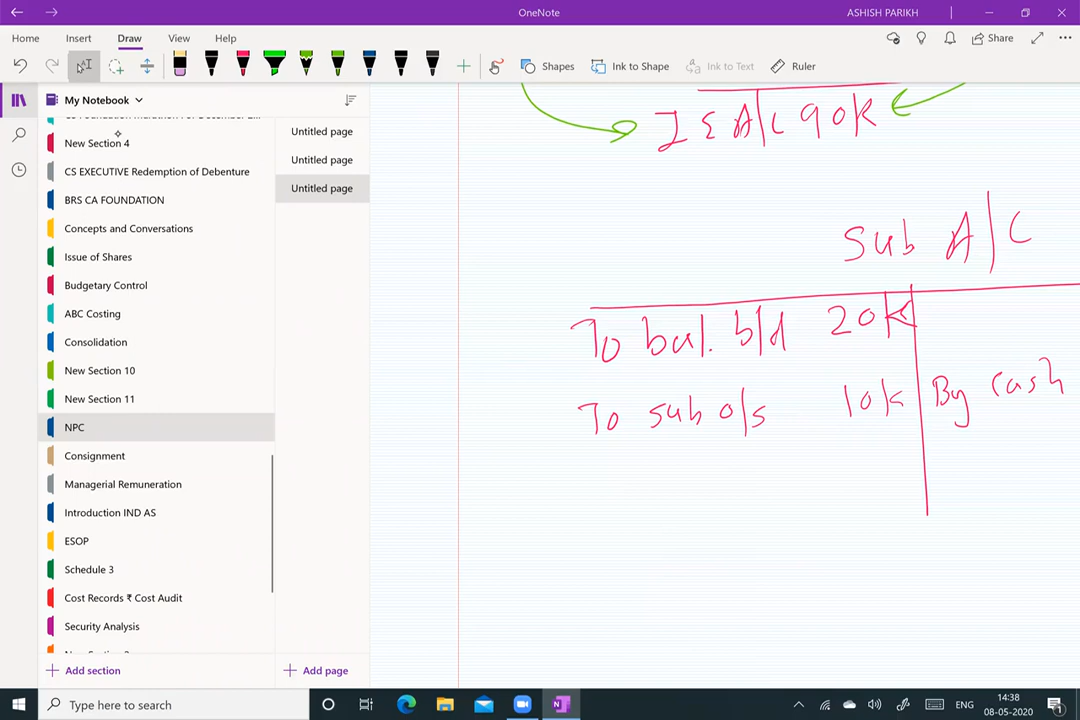 OneNote
ASHISH PARIKH
Home Insert Draw View Help
Share
Shapes Ink to Shape Ink to Text Ruler
My Notebook
New Section 4
CS EXECUTIVE Redemption of Debenture
BRS CA FOUNDATION
Concepts and Conversations
Issue of Shares
Budgetary Control
ABC Costing
Consolidation
New Section 10
New Section 11
NPC
Consignment
Managerial Remuneration
Introduction IND AS
ESOP
Schedule 3
Cost Records ₹ Cost Audit
Security Analysis
Add section
Untitled page
Untitled page
Untitled page
Add page
I E A/C 90K
Sub A/C
To bal. b/d 20K
To sub o/s 10k By Cash
Type here to search
ENG
14:38
08-05-2020
1